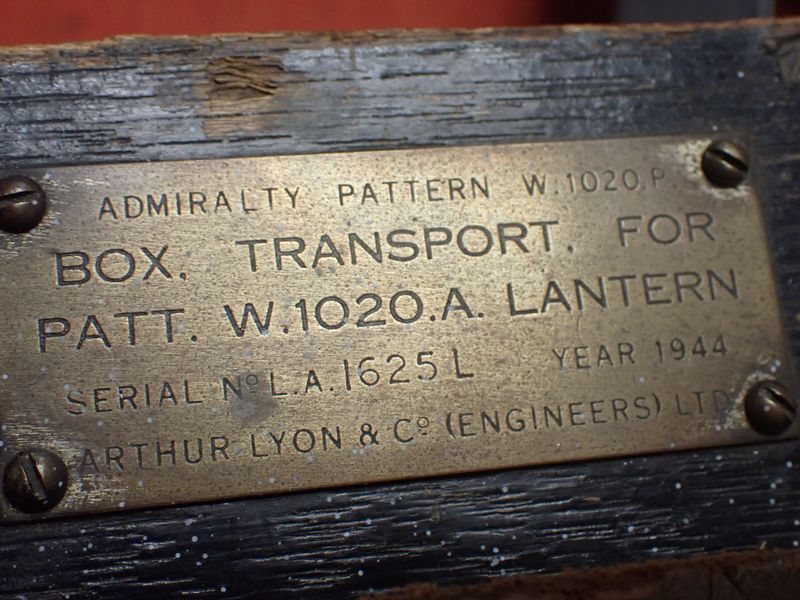 ADMIRALTY PATTERN W.1020.P
BOX, TRANSPORT, FOR
PATT. W.1020.A. LANTERN
SERIAL Nº L.A.1625 L YEAR 1944
ARTHUR LYON & Cº (ENGINEERS) LTD